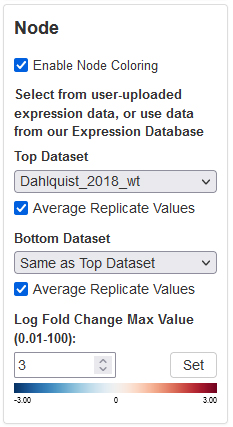 Node
Enable Node Coloring
Select from user-uploaded
expression data, or use data
from our Expression Database
Top Dataset
Dahlquist_2018_wt
Average Replicate Values
Bottom Dataset
Same as Top Dataset
Average Replicate Values
Log Fold Change Max Value
(0.01-100):
3 Set
-3.00 0 3.00